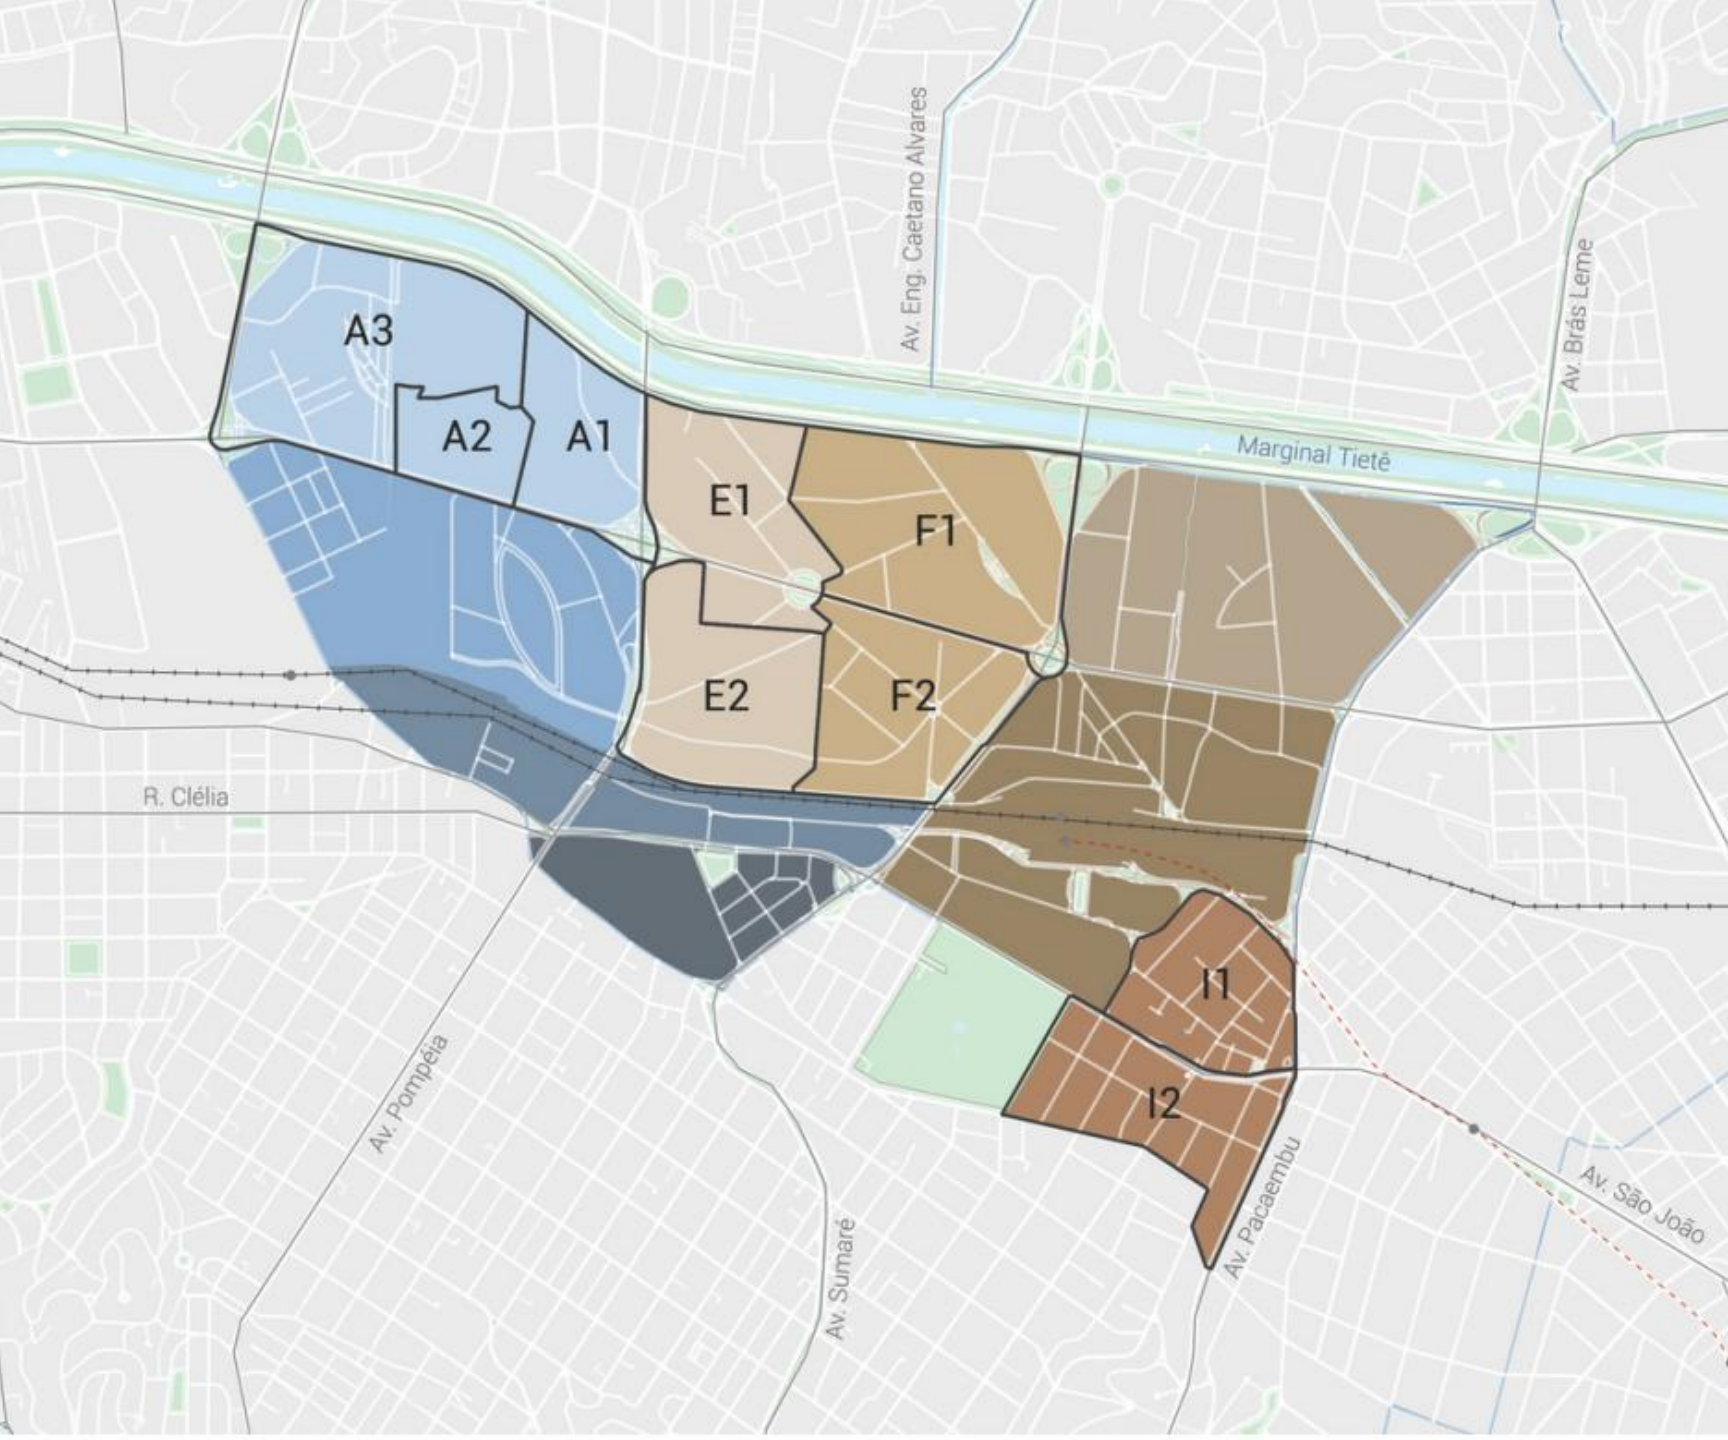 Av. Eng. Caetano Alvares
Av. Brás Leme
A3
Marginal Tietê
A2
A1
E1
F1
E2
F2
R. Clélia
I1
I2
Av. Pompéia
Av. Pacaembu
Av. São João
Av. Sumaré